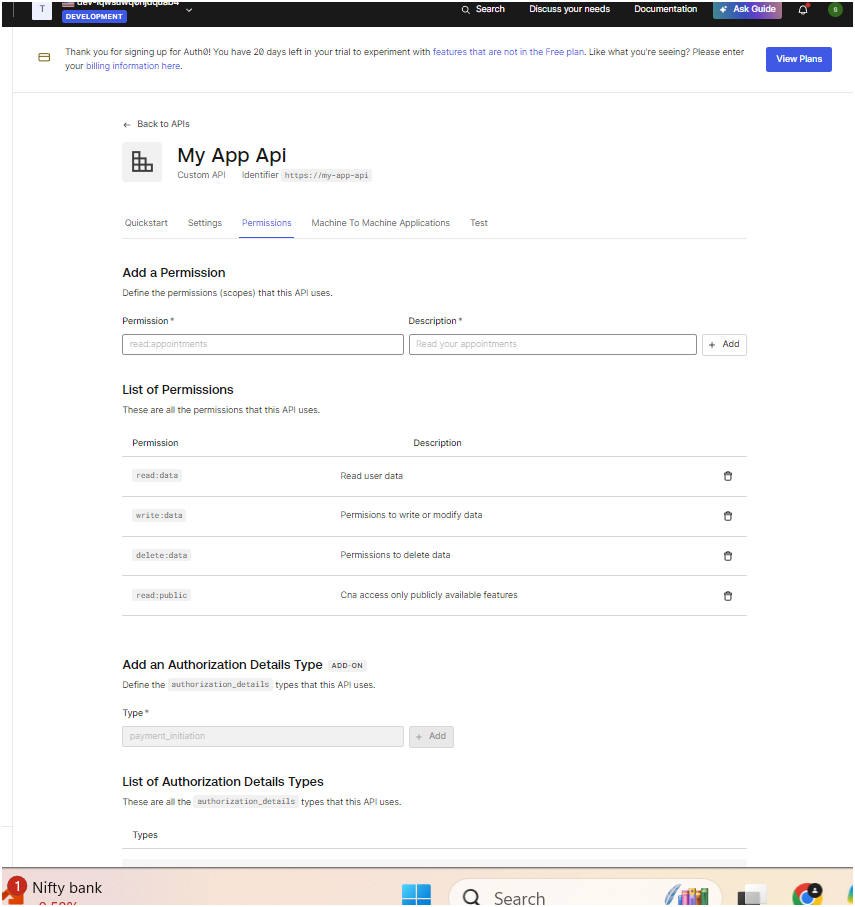 T
DEVELOPMENT
Search
Discuss your needs
Documentation
Ask Guide
s
Thank you for signing up for Auth0! You have 20 days left in your trial to experiment with features that are not in the Free plan. Like what you're seeing? Please enter
your billing information here.
View Plans
← Back to APIs
My App Api
Custom API Identifier https://my-app-api
Quickstart Settings Permissions Machine To Machine Applications Test
Add a Permission
Define the permissions (scopes) that this API uses.
Permission * Description *
read:appointments Read your appointments + Add
List of Permissions
These are all the permissions that this API uses.
Permission Description
read:data Read user data
write:data Permisions to write or modify data
delete:data Permissions to delete data
read:public Cna access only publicly available features
Add an Authorization Details Type ADD-ON
Define the authorization_details types that this API uses.
Type *
payment_initiation + Add
List of Authorization Details Types
These are all the authorization_details types that this API uses.
Types
1 Nifty bank
Search